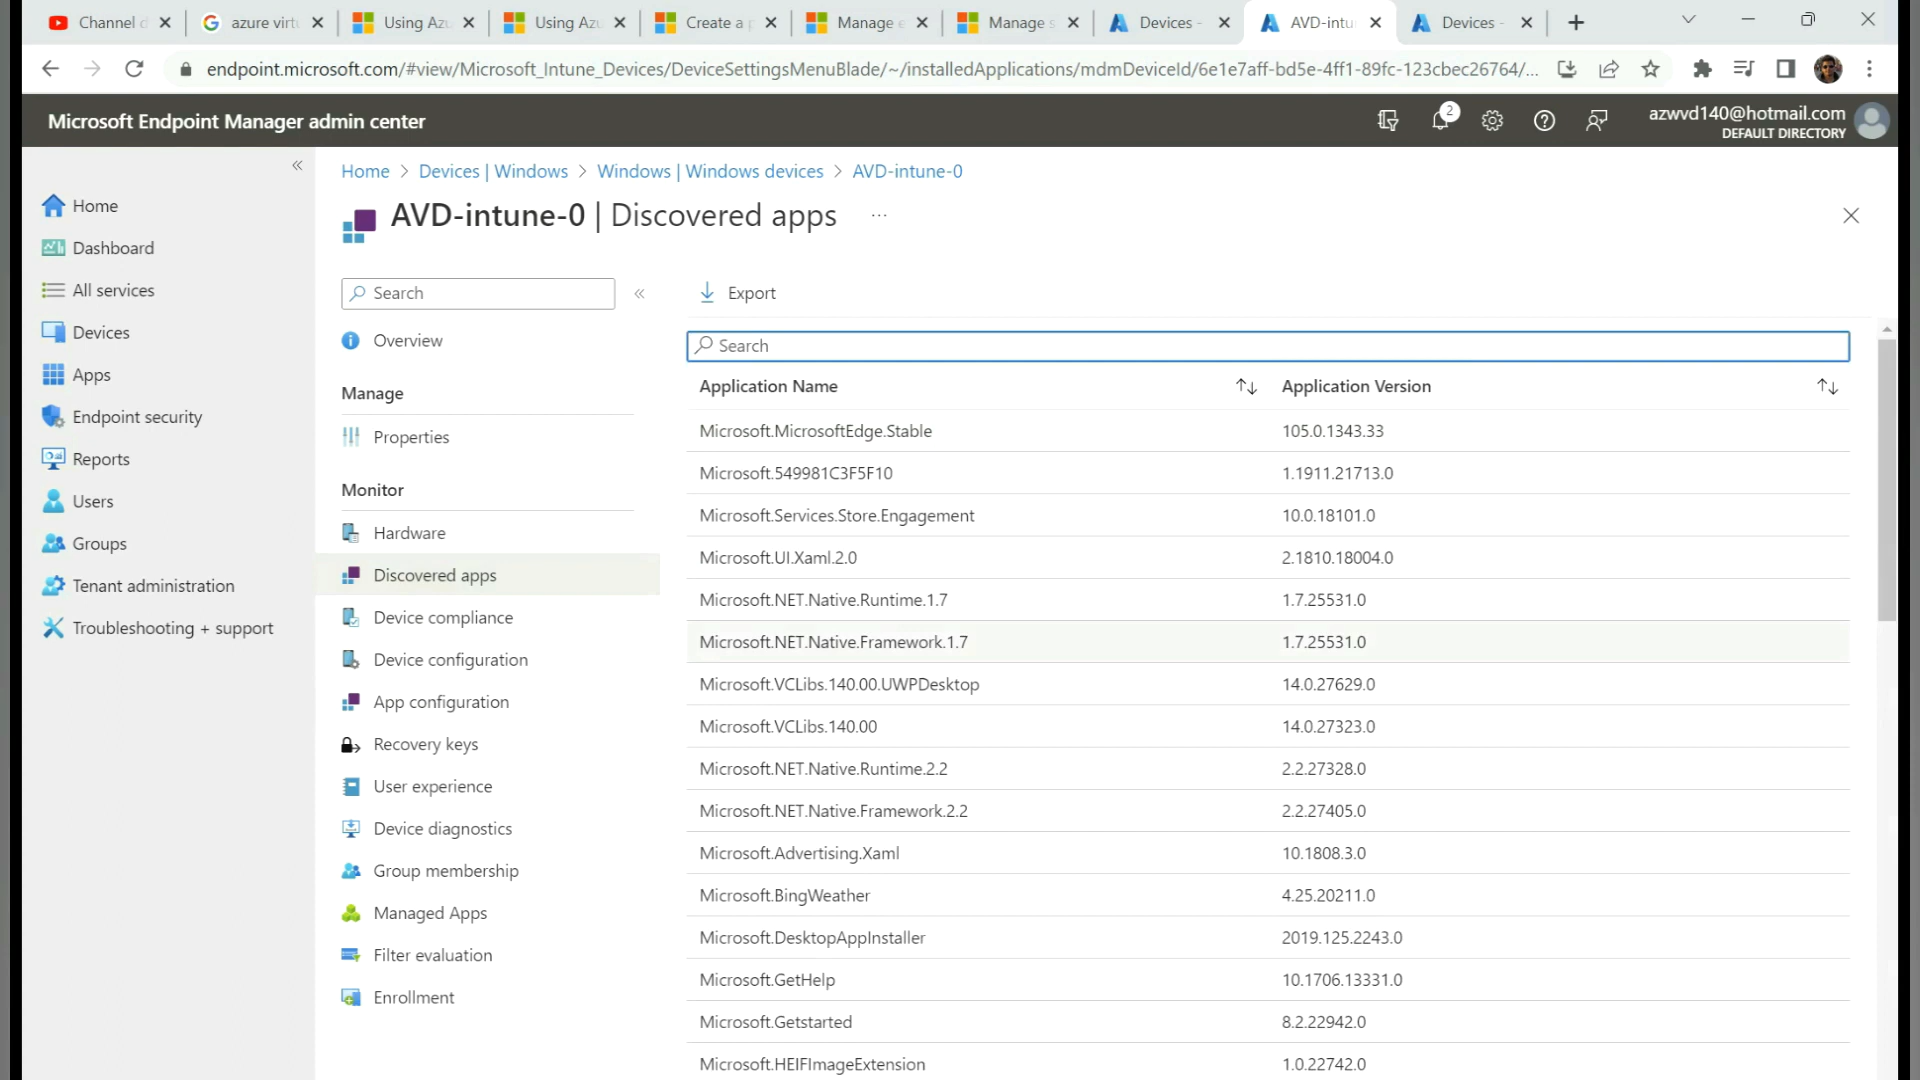 Channel d
azure virtu
Using Azu
Using Azu
Create a p
Manage e
Manage s
Devices -
AVD-intun
Devices -
endpoint.microsoft.com/#view/Microsoft_Intune_Devices/DeviceSettingsMenuBlade/~/installedApplications/mdmDeviceId/6e1e7aff-bd5e-4ff1-89fc-123cbec26764/...
Microsoft Endpoint Manager admin center
2
azwvd140@hotmail.com
DEFAULT DIRECTORY
Home > Devices | Windows > Windows | Windows devices > AVD-intune-0
AVD-intune-0 | Discovered apps ...
Home
Dashboard
All services
Devices
Apps
Endpoint security
Reports
Users
Groups
Tenant administration
Troubleshooting + support
Search
Overview
Manage
Properties
Monitor
Hardware
Discovered apps
Device compliance
Device configuration
App configuration
Recovery keys
User experience
Device diagnostics
Group membership
Managed Apps
Filter evaluation
Enrollment
Export
Search
Application Name Application Version
Microsoft.MicrosoftEdge.Stable 105.0.1343.33
Microsoft.549981C3F5F10 1.1911.21713.0
Microsoft.Services.Store.Engagement 10.0.18101.0
Microsoft.UI.Xaml.2.0 2.1810.18004.0
Microsoft.NET.Native.Runtime.1.7 1.7.25531.0
Microsoft.NET.Native.Framework.1.7 1.7.25531.0
Microsoft.VCLibs.140.00.UWPDesktop 14.0.27629.0
Microsoft.VCLibs.140.00 14.0.27323.0
Microsoft.NET.Native.Runtime.2.2 2.2.27328.0
Microsoft.NET.Native.Framework.2.2 2.2.27405.0
Microsoft.Advertising.Xaml 10.1808.3.0
Microsoft.BingWeather 4.25.20211.0
Microsoft.DesktopAppInstaller 2019.125.2243.0
Microsoft.GetHelp 10.1706.13331.0
Microsoft.Getstarted 8.2.22942.0
Microsoft.HEIFImageExtension 1.0.22742.0